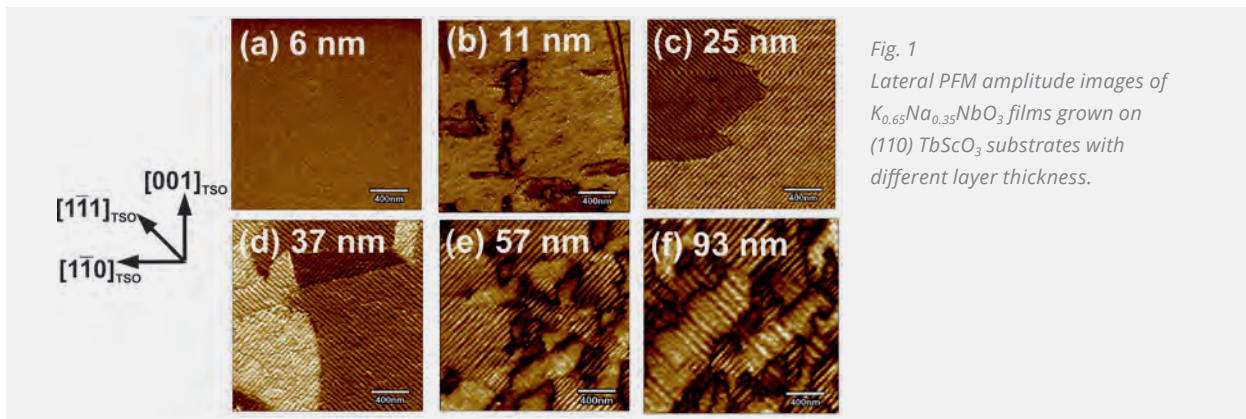 (a) 6 nm
(b) 11 nm
(c) 25 nm
400nm
400nm
400nm
[001]TSO
[1̄11]TSO
[1̄10]TSO
(d) 37 nm
(e) 57 nm
(f) 93 nm
400nm
400nm
400nm
Fig. 1
Lateral PFM amplitude images of
K₀.₆₅Na₀.₃₅NbO₃ films grown on
(110) TbScO₃ substrates with
different layer thickness.